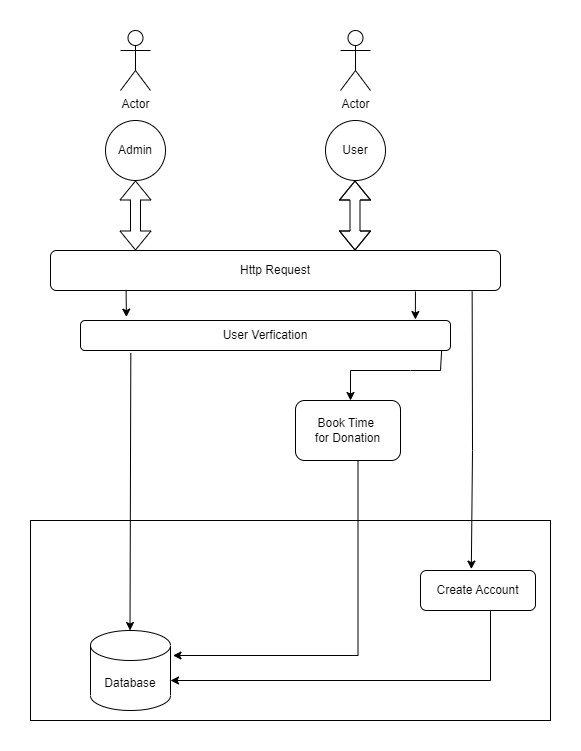 Actor
Actor
Admin
User
Http Request
User Verfication
Book Time
for Donation
Create Account
Database